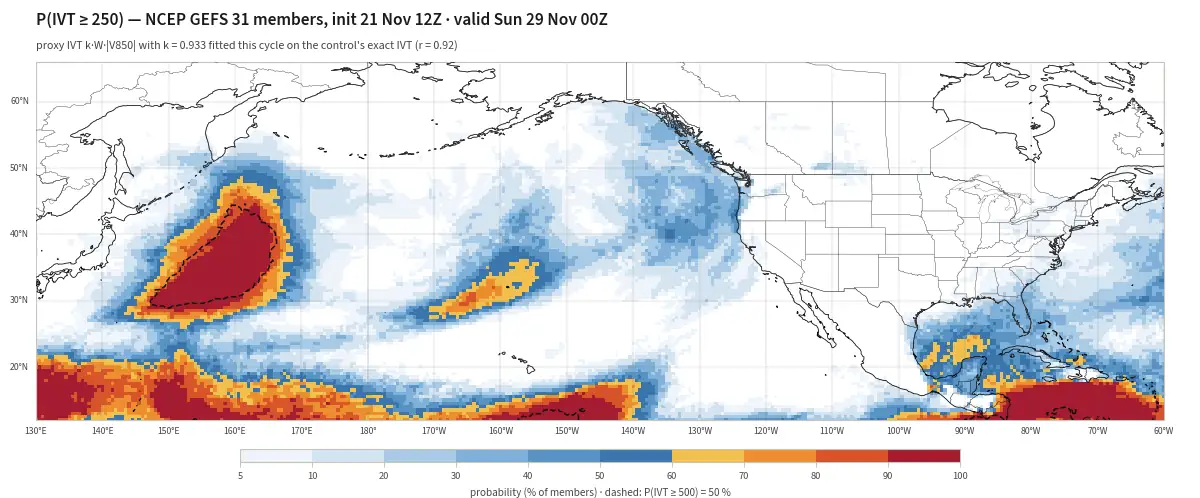 P(IVT ≥ 250) — NCEP GEFS 31 members, init 21 Nov 12Z · valid Sun 29 Nov 00Z
proxy IVT k·W·|V850| with k = 0.933 fitted this cycle on the control's exact IVT (r = 0.92)
60°N
50°N
40°N
30°N
20°N
130°E 140°E 150°E 160°E 170°E 180° 170°W 160°W 150°W 140°W 130°W 120°W 110°W 100°W 90°W 80°W 70°W 60°W
5 10 20 30 40 50 60 70 80 90 100
probability (% of members) · dashed: P(IVT ≥ 500) = 50 %